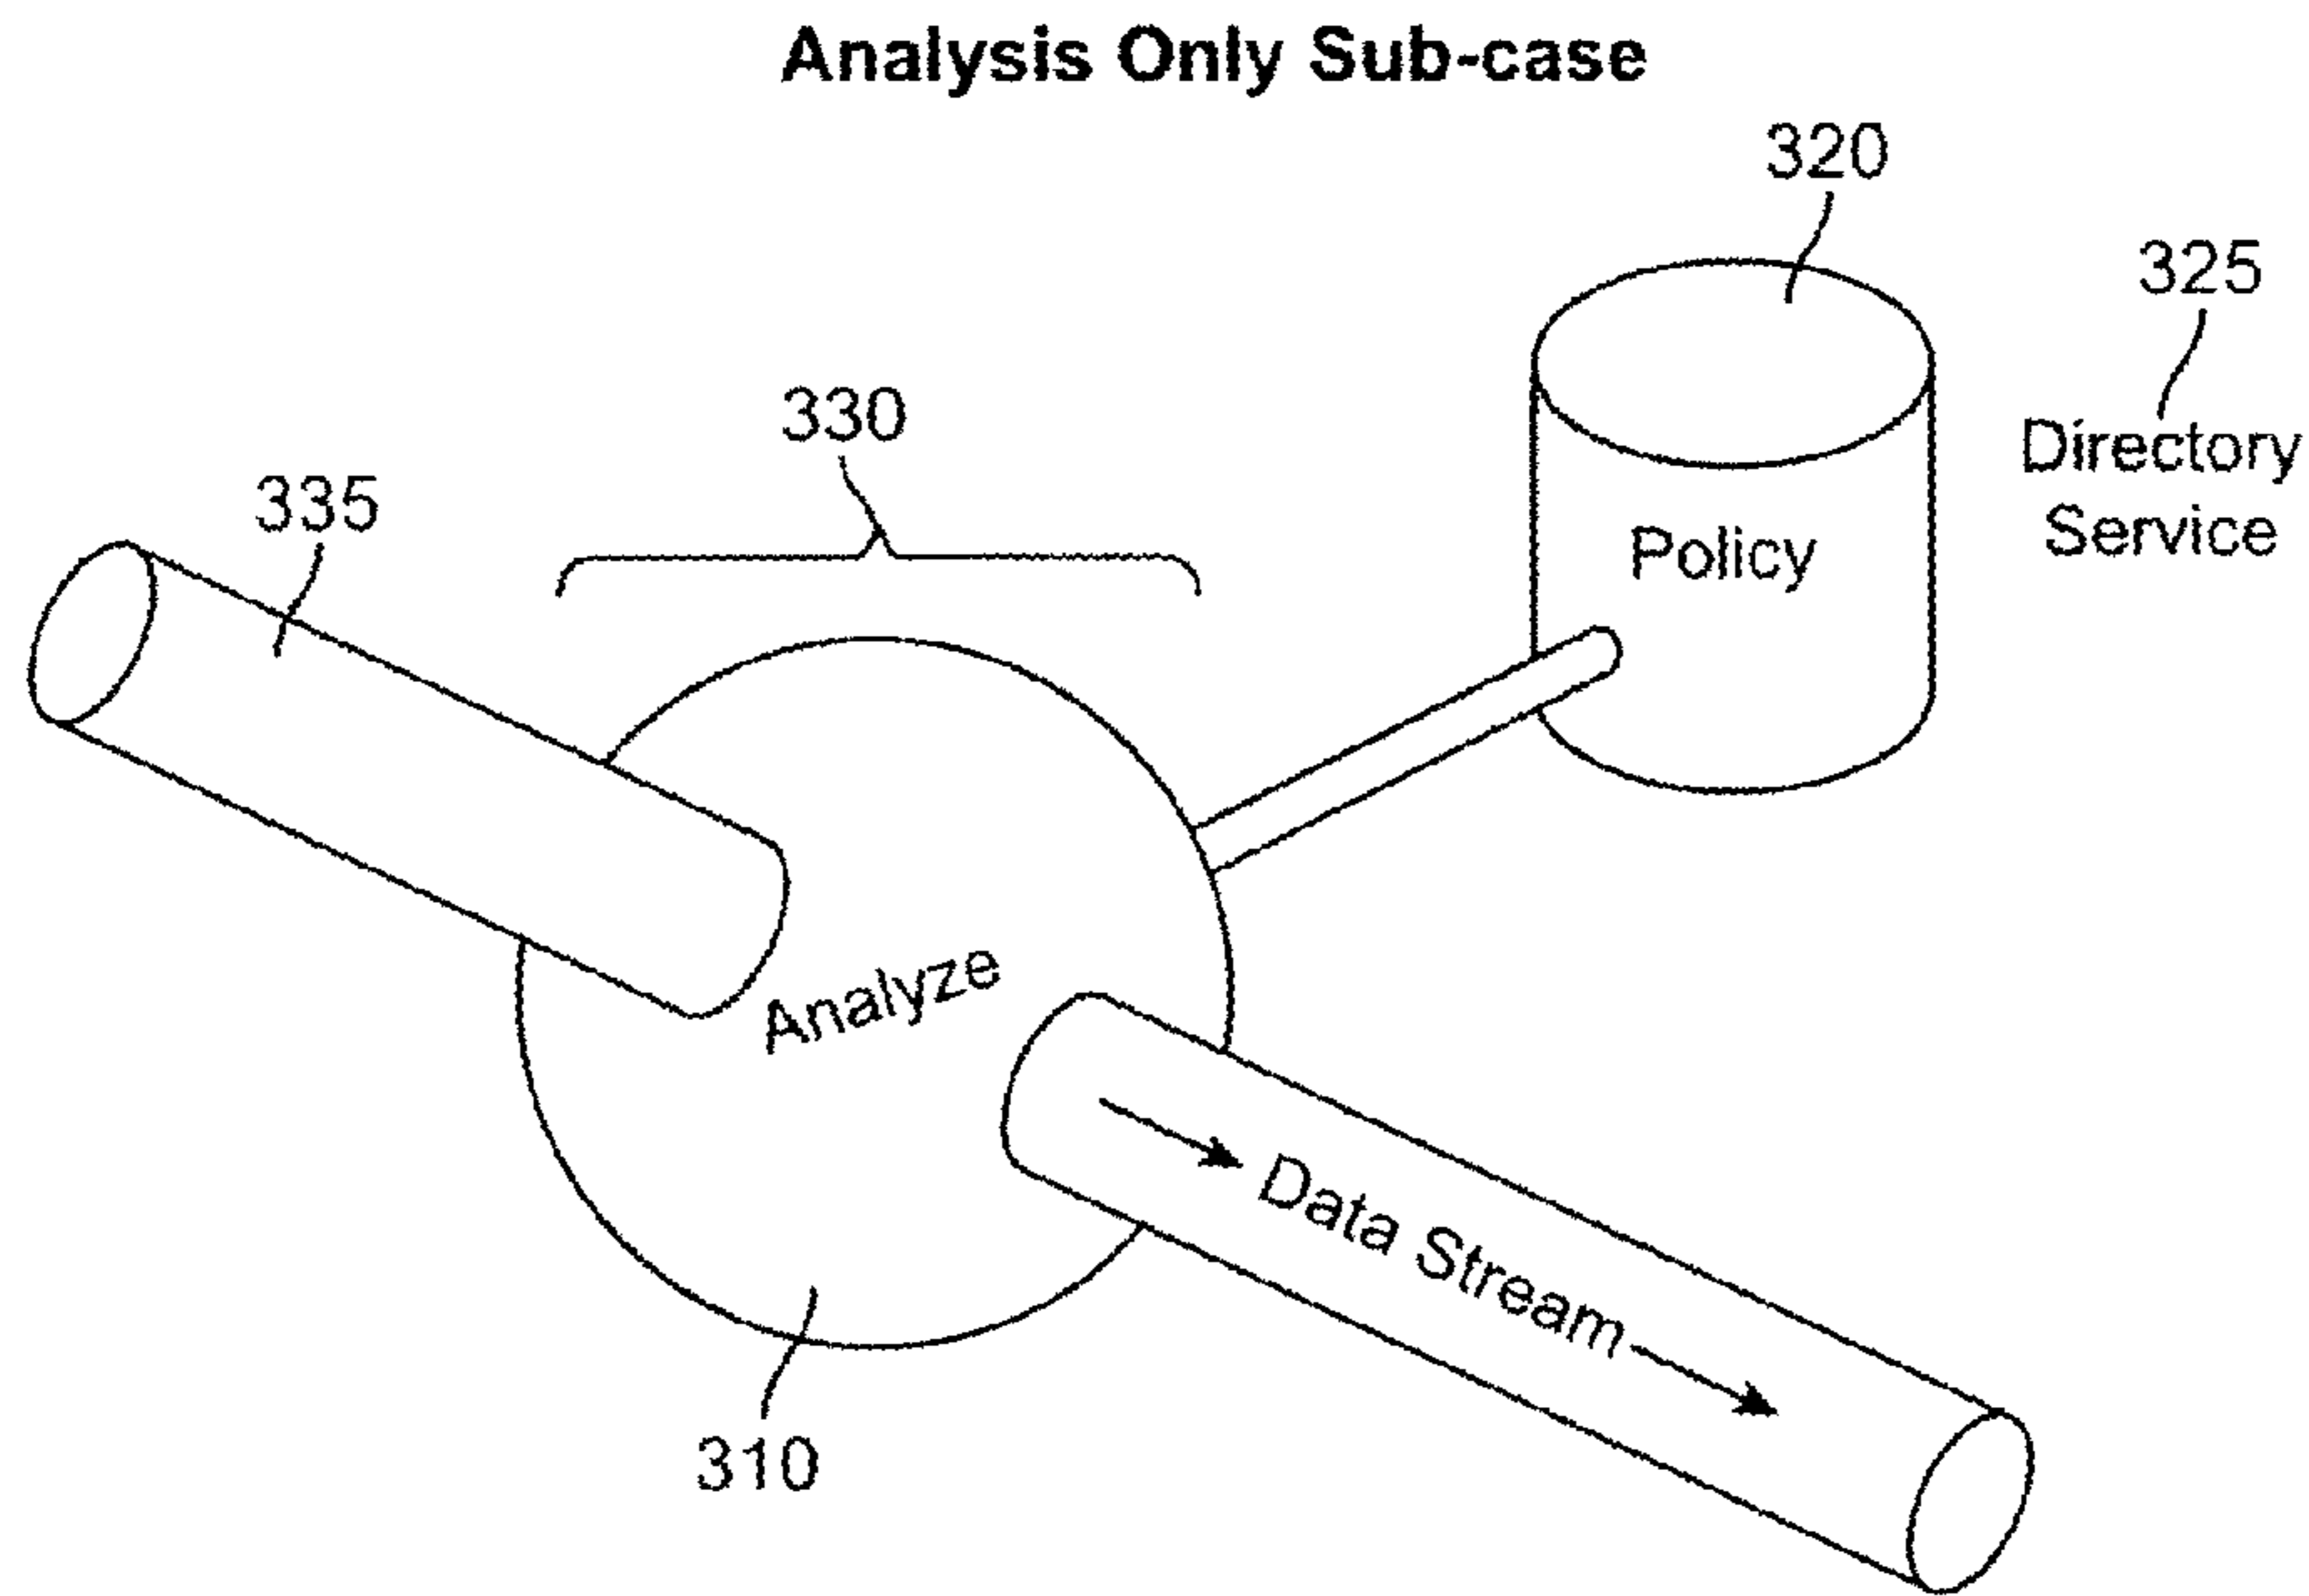 Analysis Only Sub-case
320
325
Directory
Service
330
335
Policy
Analyze
Data Stream
310